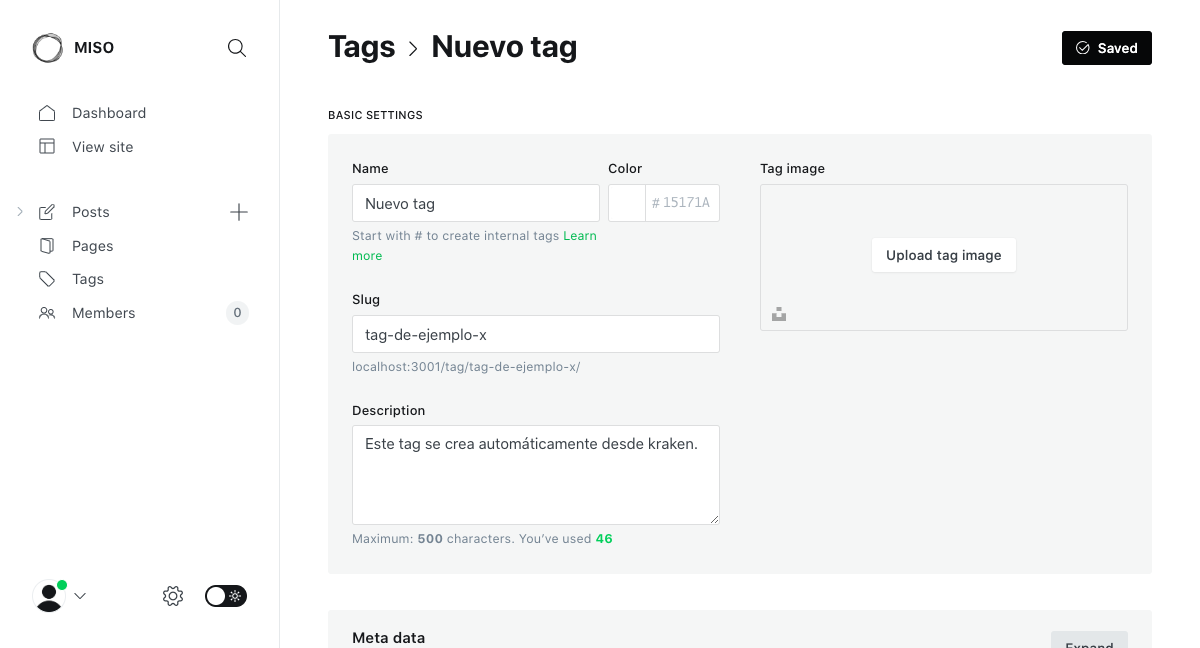 MISO
Dashboard
View site
Posts
Pages
Tags
Members
0
Tags > Nuevo tag
Saved
BASIC SETTINGS
Name
Nuevo tag
Start with # to create internal tags Learn
more
Color
# 15171A
Slug
tag-de-ejemplo-x
localhost:3001/tag/tag-de-ejemplo-x/
Description
Este tag se crea automáticamente desde kraken.
Maximum: 500 characters. You’ve used 46
Tag image
Upload tag image
Meta data
Expand